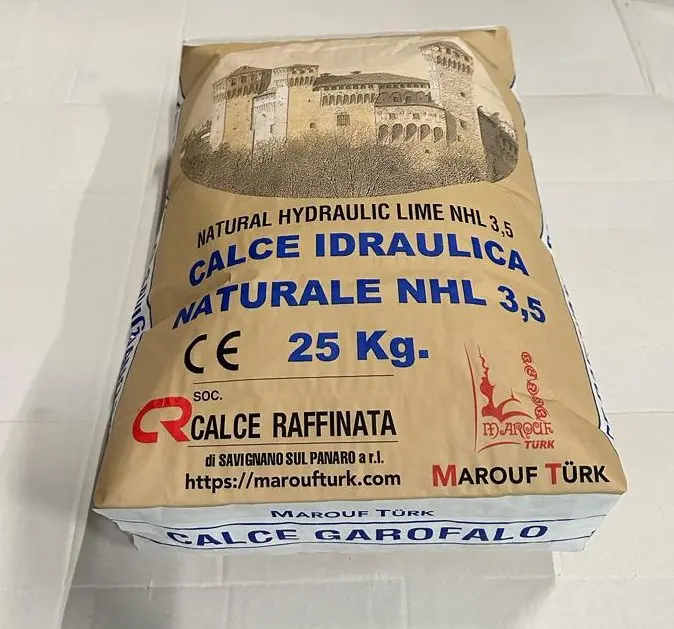 NATURAL HYDRAULIC LIME NHL 3,5
CALCE IDRAULICA
NATURALE NHL 3,5
CE 25 Kg.
SOC.
CR CALCE RAFFINATA
di SAVIGNANO SUL PANARO a r.l.
https://maroufturk.com
MAROUF
TÜRK
MAROUF TÜRK
MAROUF TÜRK
CALCE GAROFALO